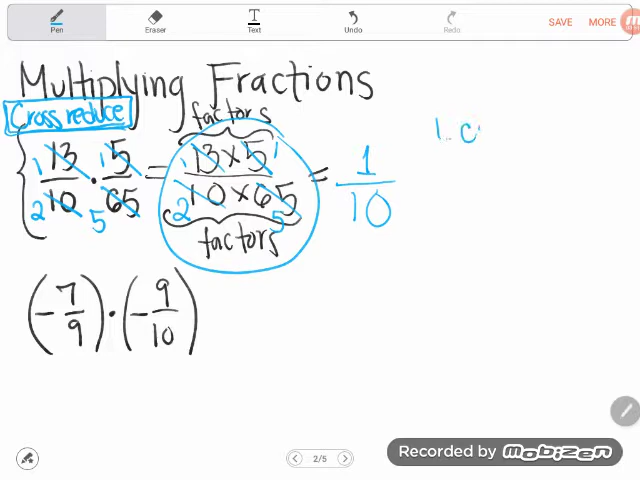 Pen Eraser Text Undo Redo SAVE MORE
Multiplying Fractions
Cross reduce
factors
1 13/10 · 1 5/65 = 13 × 5 1 / 10 × 65 = 1/10
2 5 2 5
factors
1. c
(-7/9) · (-9/10)
2/5
Recorded by mobizen